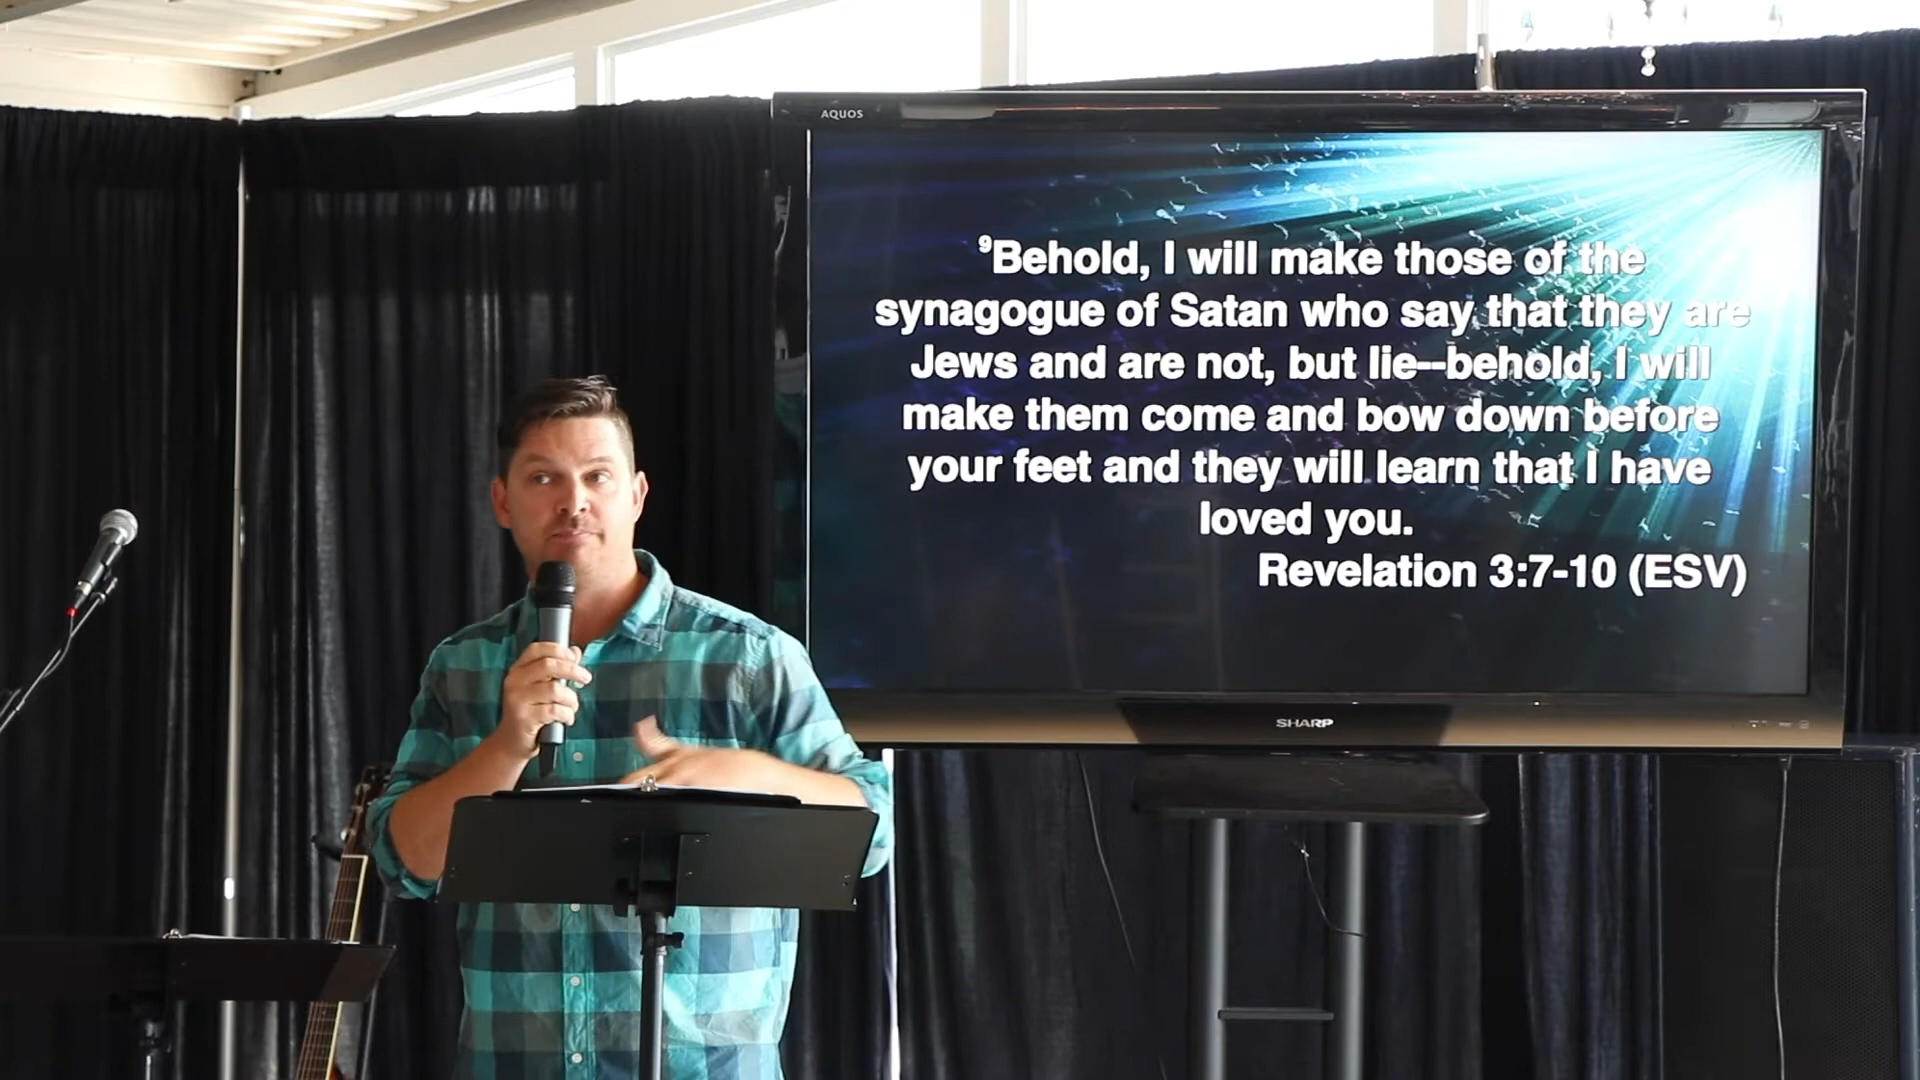 AQUOS
⁹Behold, I will make those of the
synagogue of Satan who say that they are
Jews and are not, but lie--behold, I will
make them come and bow down before
your feet and they will learn that I have
loved you.
Revelation 3:7-10 (ESV)
SHARP